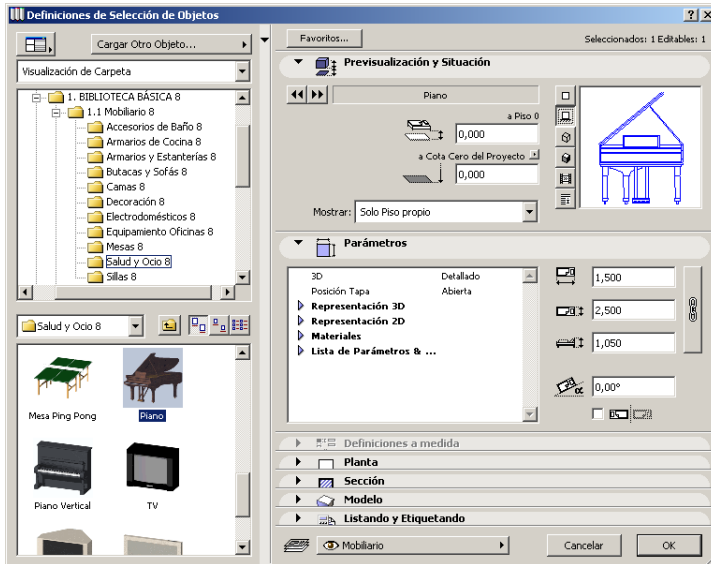 Definiciones de Selección de Objetos
Cargar Otro Objeto...
Visualización de Carpeta
1. BIBLIOTECA BÁSICA 8
1.1 Mobiliario 8
Accesorios de Baño 8
Armarios de Cocina 8
Armarios y Estanterías 8
Butacas y Sofás 8
Camas 8
Decoración 8
Electrodomésticos 8
Equipamiento Oficinas 8
Mesas 8
Salud y Ocio 8
Sillas 8
Salud y Ocio 8
Mesa Ping Pong
Piano
Piano Vertical
TV
Favoritos...
Seleccionados: 1 Editables: 1
Previsualización y Situación
Piano
a Piso 0
0,000
a Cota Cero del Proyecto
0,000
Mostrar: Solo Piso propio
Parámetros
3D Detallado
Posición Tapa Abierta
Representación 3D
Representación 2D
Materiales
Lista de Parámetros & ...
1,500
2,500
1,050
α 0,00°
Definiciones a medida
Planta
Sección
Modelo
Listando y Etiquetando
Mobiliario
Cancelar
OK